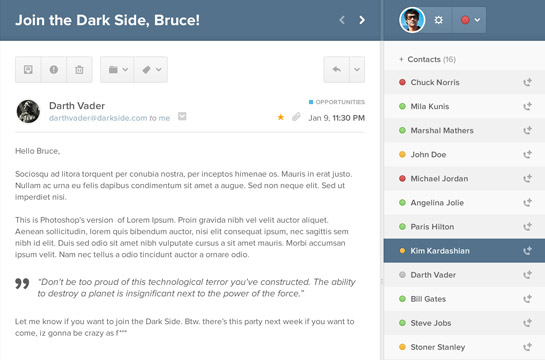 Join the Dark Side, Bruce!
Darth Vader
darthvader@darkside.com to me
OPPORTUNITIES
Jan 9, 11:30 PM
Hello Bruce,
Sociosqu ad litora torquent per conubia nostra, per inceptos himenae os. Mauris in erat justo.
Nullam ac urna eu felis dapibus condimentum sit amet a augue. Sed non neque elit. Sed ut
imperdiet nisi.
This is Photoshop's version of Lorem Ipsum. Proin gravida nibh vel velit auctor aliquet.
Aenean sollicitudin, lorem quis bibendum auctor, nisi elit consequat ipsum, nec sagittis sem
nibh id elit. Duis sed odio sit amet nibh vulputate cursus a sit amet mauris. Morbi accumsan
ipsum velit. Nam nec tellus a odio tincidunt auctor a ornare odio.
"Don't be too proud of this technological terror you've constructed. The ability
to destroy a planet is insignificant next to the power of the force."
Let me know if you want to join the Dark Side. Btw. there's this party next week if you want to
come, iz gonna be crazy as f***
+ Contacts (16)
Chuck Norris
Mila Kunis
Marshal Mathers
John Doe
Michael Jordan
Angelina Jolie
Paris Hilton
Kim Kardashian
Darth Vader
Bill Gates
Steve Jobs
Stoner Stanley